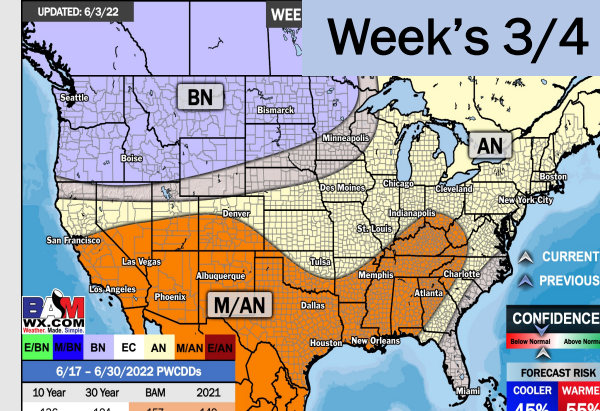 UPDATED: 6/3/22
WEE
Week's 3/4
Seattle
BN
Bismarck
Minneapolis
Boise
AN
Boston
Des Moines
Chicago
Cleveland
New York City
Denver
Indianapolis
St. Louis
San Francisco
Las Vegas
Tulsa
Memphis
Charlotte
CURRENT
Albuquerque
PREVIOUS
Los Angeles
Phoenix
M/AN
Dallas
Atlanta
BAM
WX.COM
Weather. Made. Simple.
Houston
New Orleans
CONFIDENCE
Below Normal
Above Norma
E/BN
M/BN
BN
EC
AN
M/AN
E/AN
6/17 - 6/30/2022 PWCDDs
FORECAST RISK
10 Year
30 Year
BAM
2021
Miami
COOLER
WARME
45%
55%